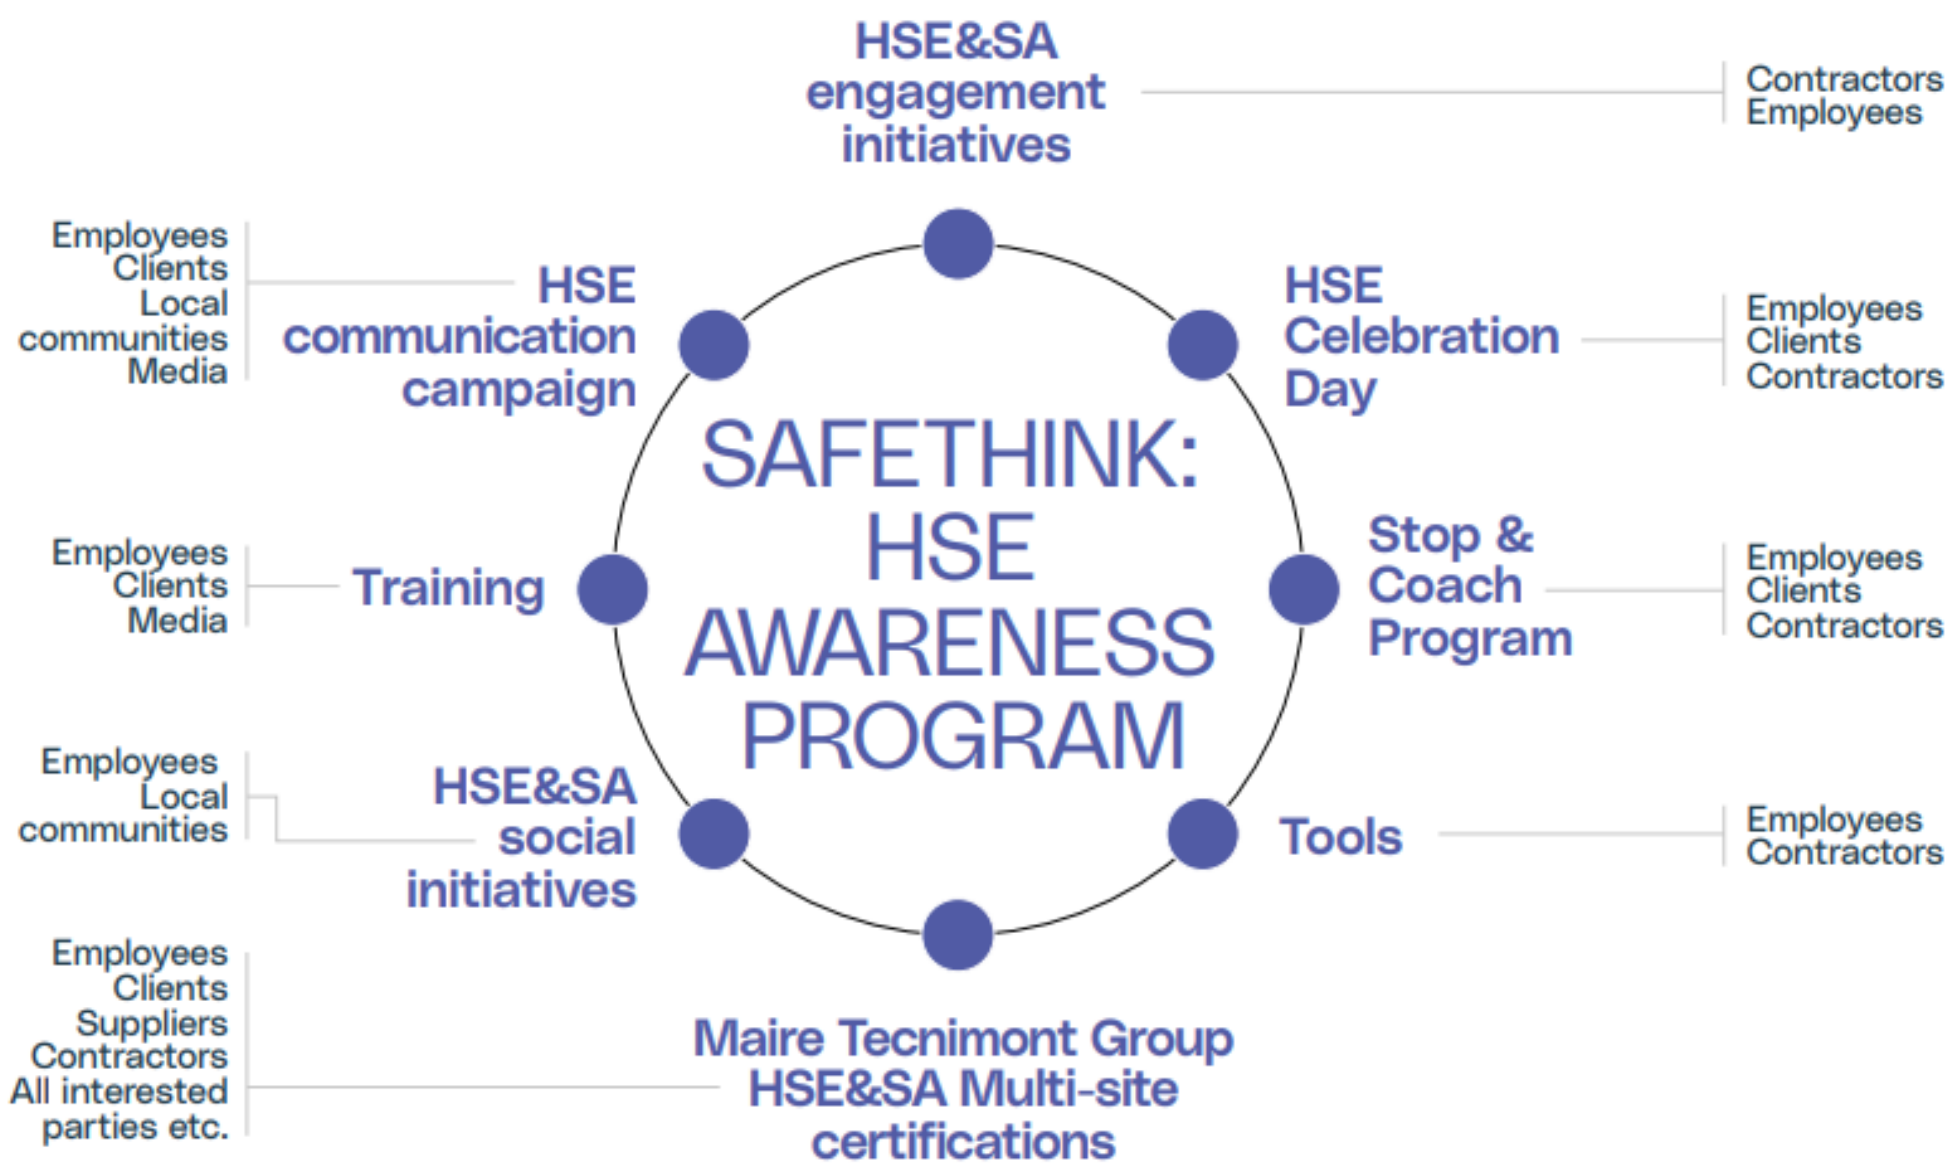 HSE&SA
engagement
initiatives
Contractors
Employees
Employees
Clients
Local
communities
Media
HSE
communication
campaign
HSE
Celebration
Day
Employees
Clients
Contractors
SAFETHINK:
HSE
AWARENESS
PROGRAM
Employees
Clients
Media
Training
Stop &
Coach
Program
Employees
Clients
Contractors
Employees
Local
communities
HSE&SA
social
initiatives
Tools
Employees
Contractors
Employees
Clients
Suppliers
Contractors
All interested
parties etc.
Maire Tecnimont Group
HSE&SA Multi-site
certifications